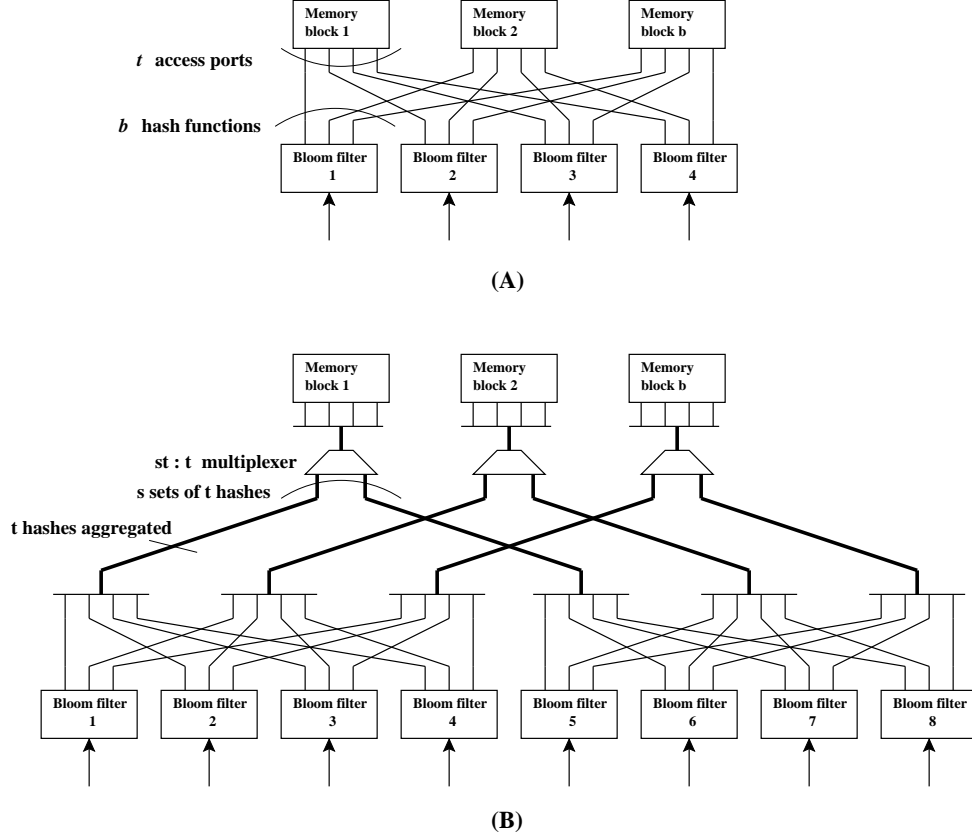 Memory
block 1
Memory
block 2
Memory
block b
t access ports
b hash functions
Bloom filter
1
Bloom filter
2
Bloom filter
3
Bloom filter
4
(A)
Memory
block 1
Memory
block 2
Memory
block b
st : t multiplexer
s sets of t hashes
t hashes aggregated
Bloom filter
1
Bloom filter
2
Bloom filter
3
Bloom filter
4
Bloom filter
5
Bloom filter
6
Bloom filter
7
Bloom filter
8
(B)